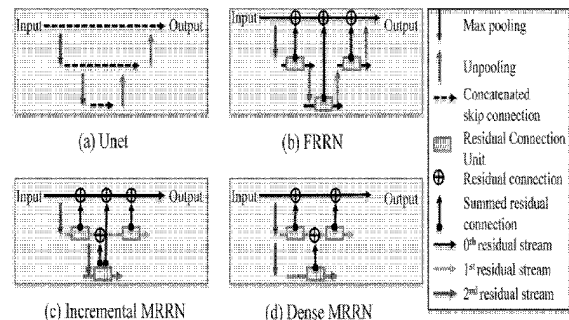 Input
Output
(a) Unet
Input
Output
(b) FRRN
Input
Output
(c) Incremental MRRN
Input
Output
(d) Dense MRRN
Max pooling
Unpooling
Concatenated
skip connection
Residual Connection
Unit
Residual connection
Summed residual
connection
0th residual stream
1st residual stream
2nd residual stream